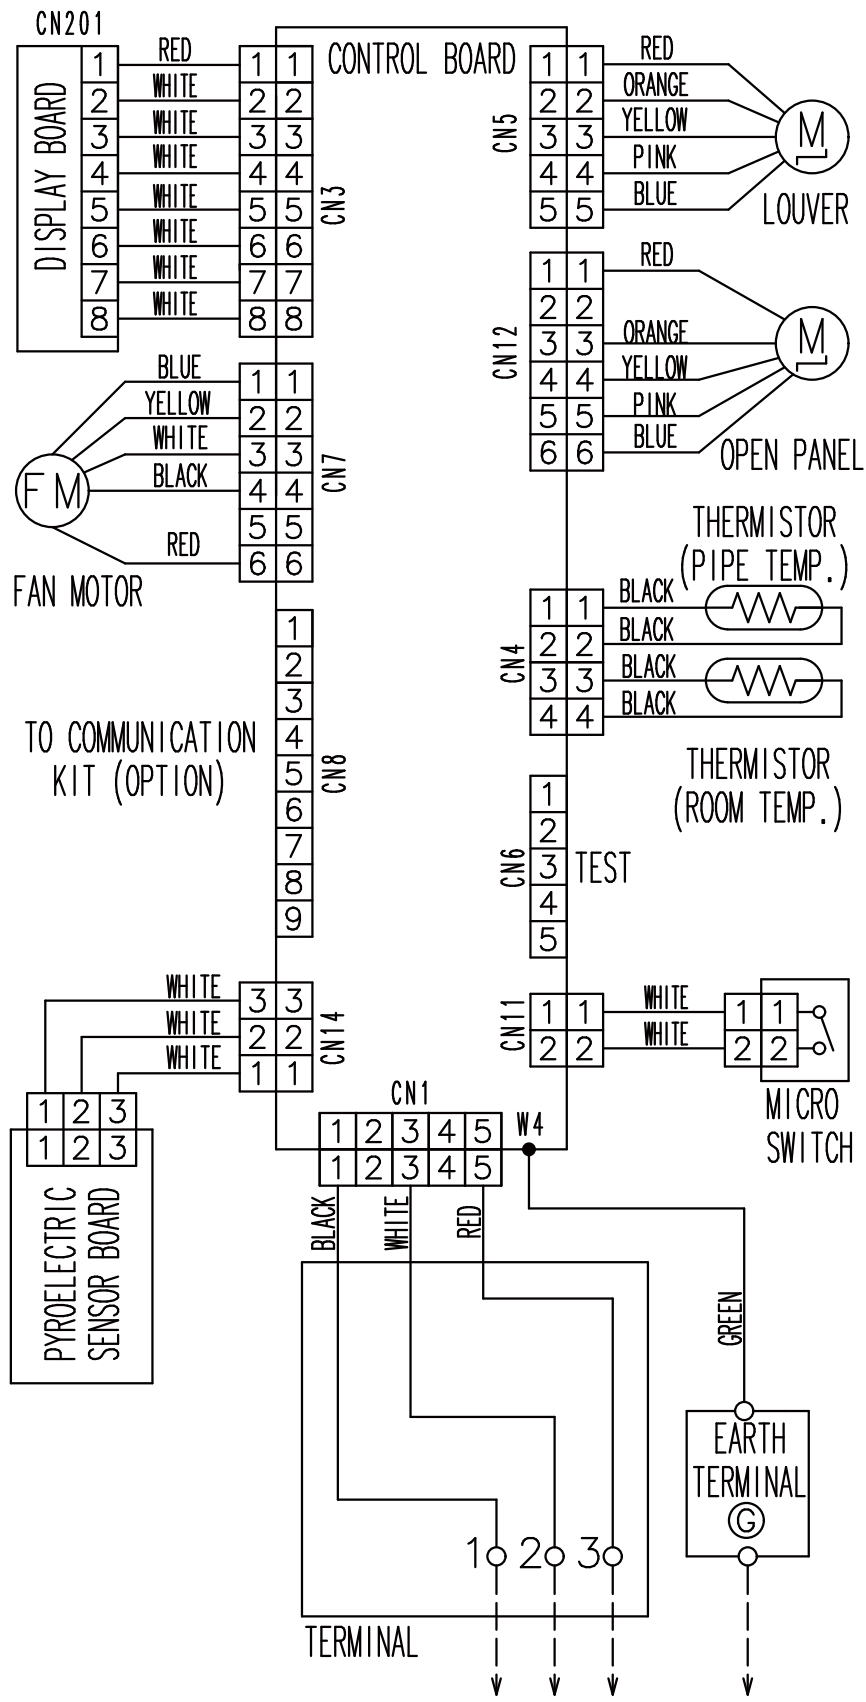 CN201
DISPLAY BOARD
1
2
3
4
5
6
7
8
RED
WHITE
WHITE
WHITE
WHITE
WHITE
WHITE
WHITE
1 1
2 2
3 3
4 4
5 5
6 6
7 7
8 8
CN3
CONTROL BOARD
CN5
1 1
2 2
3 3
4 4
5 5
RED
ORANGE
YELLOW
PINK
BLUE
M
LOUVER
CN12
1 1
2 2
3 3
4 4
5 5
6 6
RED
ORANGE
YELLOW
PINK
BLUE
M
OPEN PANEL
FM
FAN MOTOR
BLUE
YELLOW
WHITE
BLACK
RED
1 1
2 2
3 3
4 4
5 5
6 6
CN7
THERMISTOR
(PIPE TEMP.)
CN4
1 1
2 2
3 3
4 4
BLACK
BLACK
BLACK
BLACK
THERMISTOR
(ROOM TEMP.)
TO COMMUNICATION
KIT (OPTION)
1
2
3
4
5
6
7
8
9
CN8
CN6
1
2
3
4
5
TEST
WHITE
WHITE
WHITE
3 3
2 2
1 1
CN14
1 2 3
1 2 3
PYROELECTRIC
SENSOR BOARD
CN11
1 1
2 2
WHITE
WHITE
1 1
2 2
MICRO
SWITCH
CN1
1 2 3 4 5
1 2 3 4 5
W4
BLACK
WHITE
RED
GREEN
1 2 3
TERMINAL
EARTH
TERMINAL
G